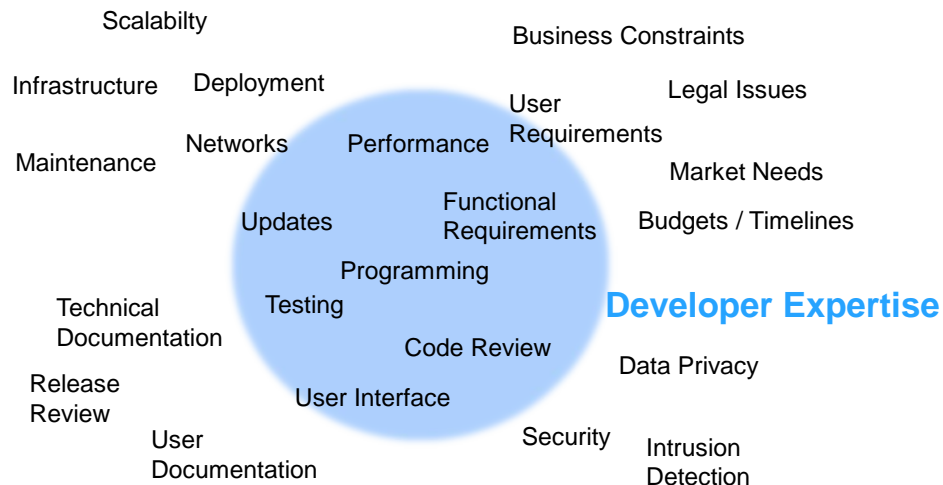 Scalabilty
Business Constraints
Infrastructure
Deployment
Legal Issues
User
Requirements
Networks
Performance
Maintenance
Market Needs
Functional
Requirements
Updates
Budgets / Timelines
Programming
Testing
Developer Expertise
Technical
Documentation
Code Review
Data Privacy
Release
Review
User Interface
User
Documentation
Security
Intrusion
Detection